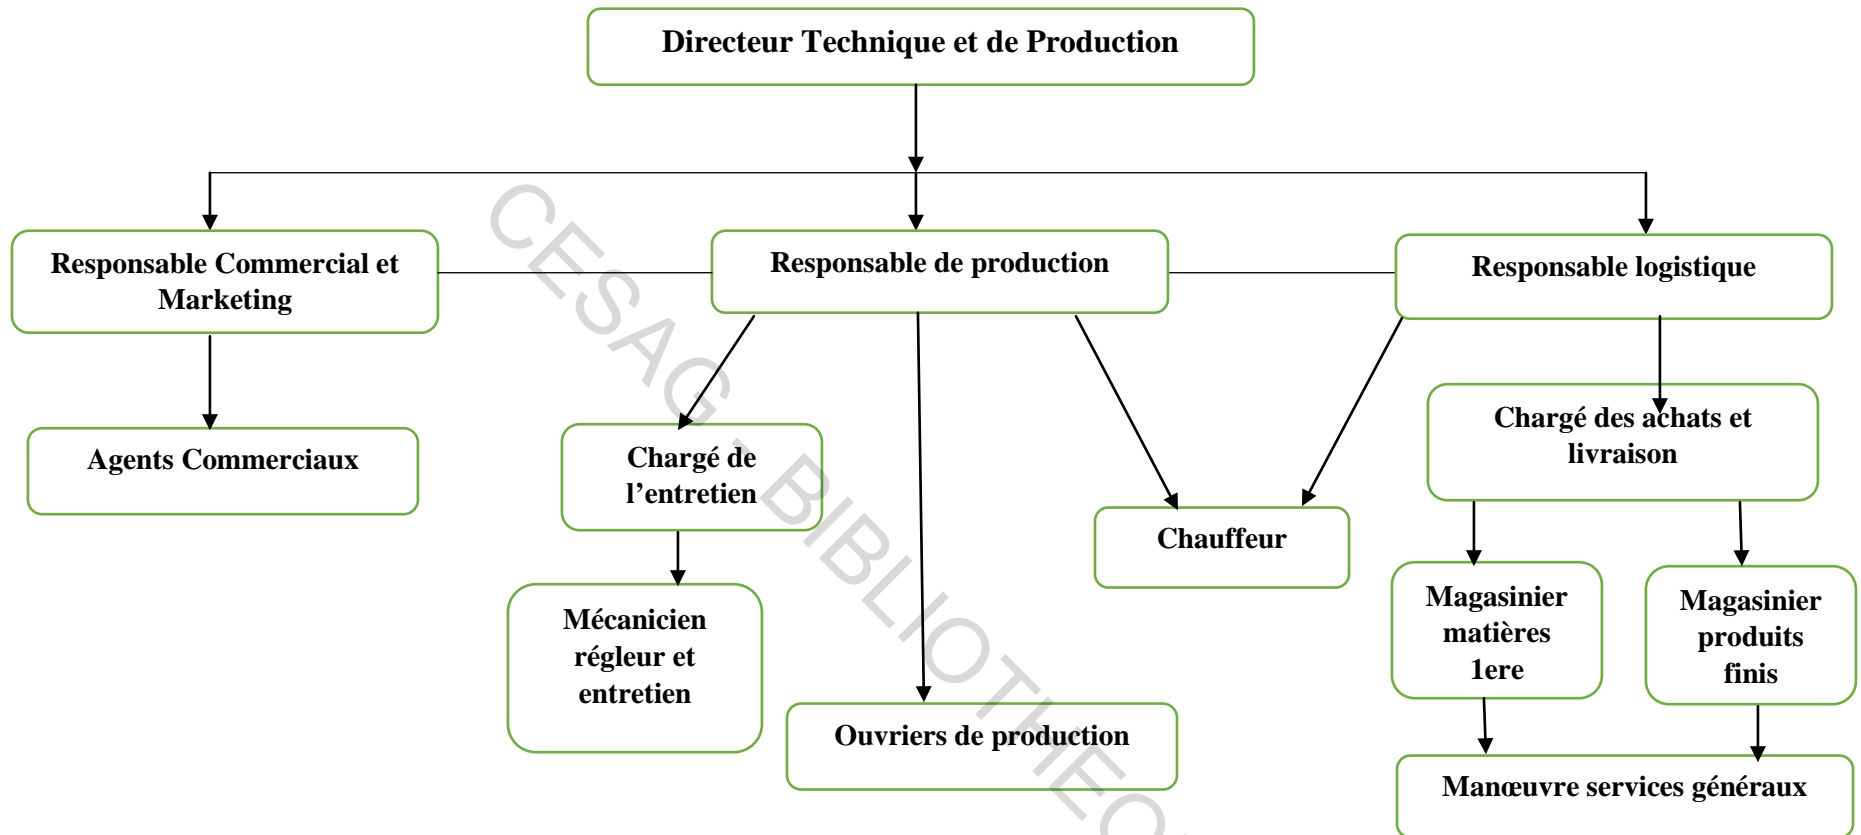 Directeur Technique et de Production
Responsable Commercial et
Marketing
Responsable de production
Responsable logistique
Agents Commerciaux
Chargé de
l’entretien
Chauffeur
Chargé des achats et
livraison
Mécanicien
régleur et
entretien
Ouvriers de production
Magasinier
matières
1ere
Magasinier
produits
finis
Manœuvre services généraux
CESAG - BIBLIOTHEQ